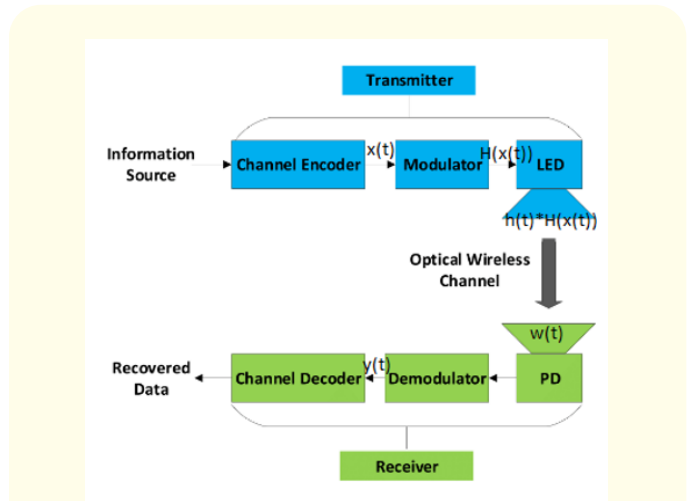 Transmitter
Information
Source
Channel Encoder
x(t)
Modulator
H(x(t))
LED
h(t)*H(x(t))
Optical Wireless
Channel
w(t)
Recovered
Data
Channel Decoder
y(t)
Demodulator
PD
Receiver